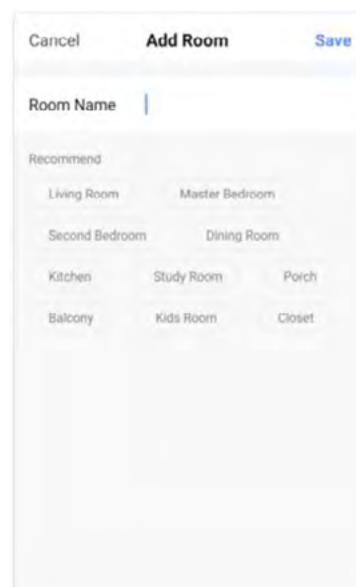 Cancel Add Room Save
Room Name
Recommend
Living Room Master Bedroom
Second Bedroom Dining Room
Kitchen Study Room Porch
Balcony Kids Room Closet